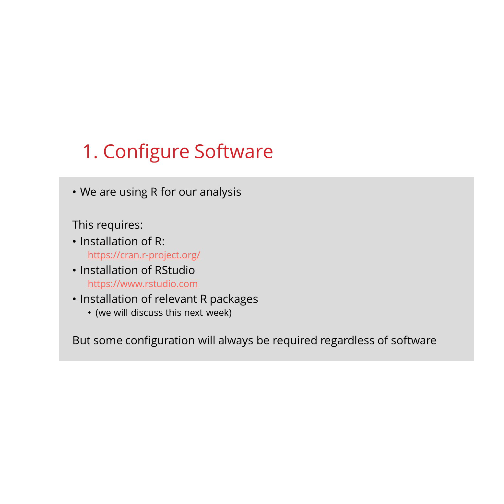 1. Configure Software
• We are using R for our analysis
This requires:
• Installation of R:
https://cran.r-project.org/
• Installation of RStudio
https://www.rstudio.com
• Installation of relevant R packages
• (we will discuss this next week)
But some configuration will always be required regardless of software